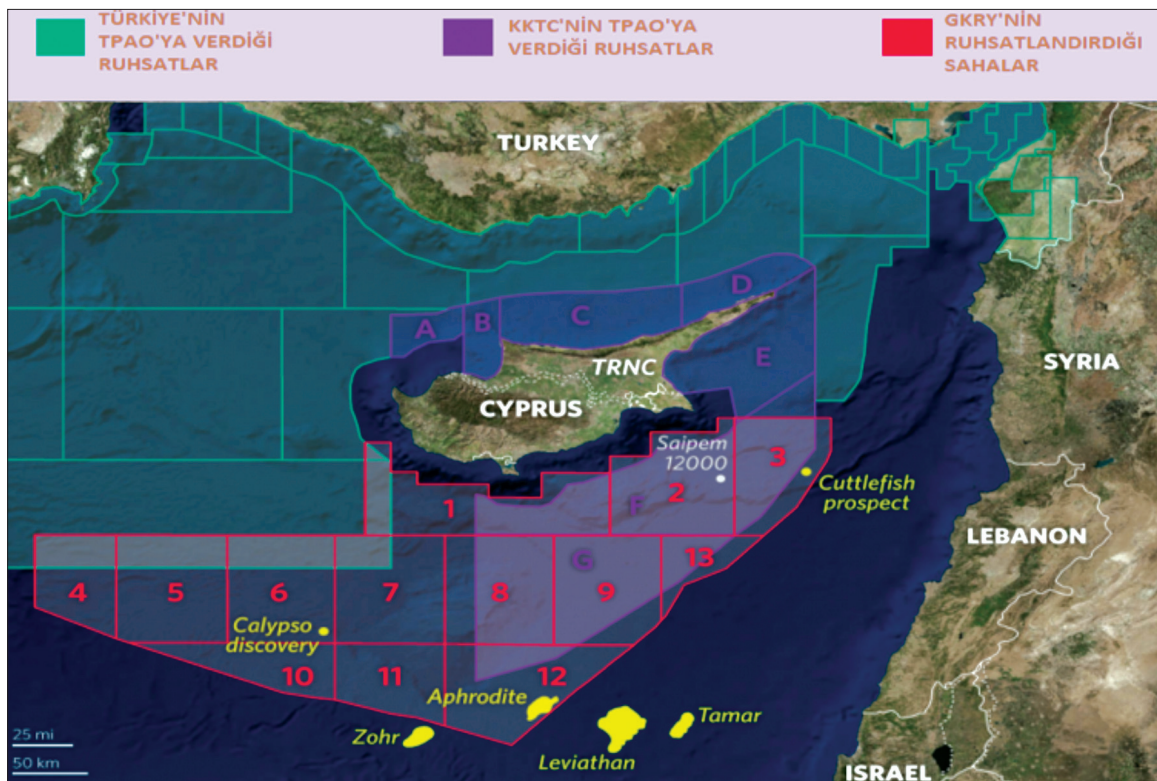 TÜRKİYE'NİN
TPAO'YA VERDİĞİ
RUHSATLAR
KKTC'NİN TPAO'YA
VERDİĞİ RUHSATLAR
GKRY'NİN
RUHSATLANDIRDIĞI
SAHALAR
TURKEY
A
B
C
D
E
TRNC
CYPRUS
SYRIA
Saipem
12000
3
Cuttlefish
prospect
1
F
2
LEBANON
G
13
4
5
6
7
8
9
Calypso
discovery
10
11
12
Aphrodite
Zohr
Leviathan
Tamar
25 mi
50 km
ISRAEL